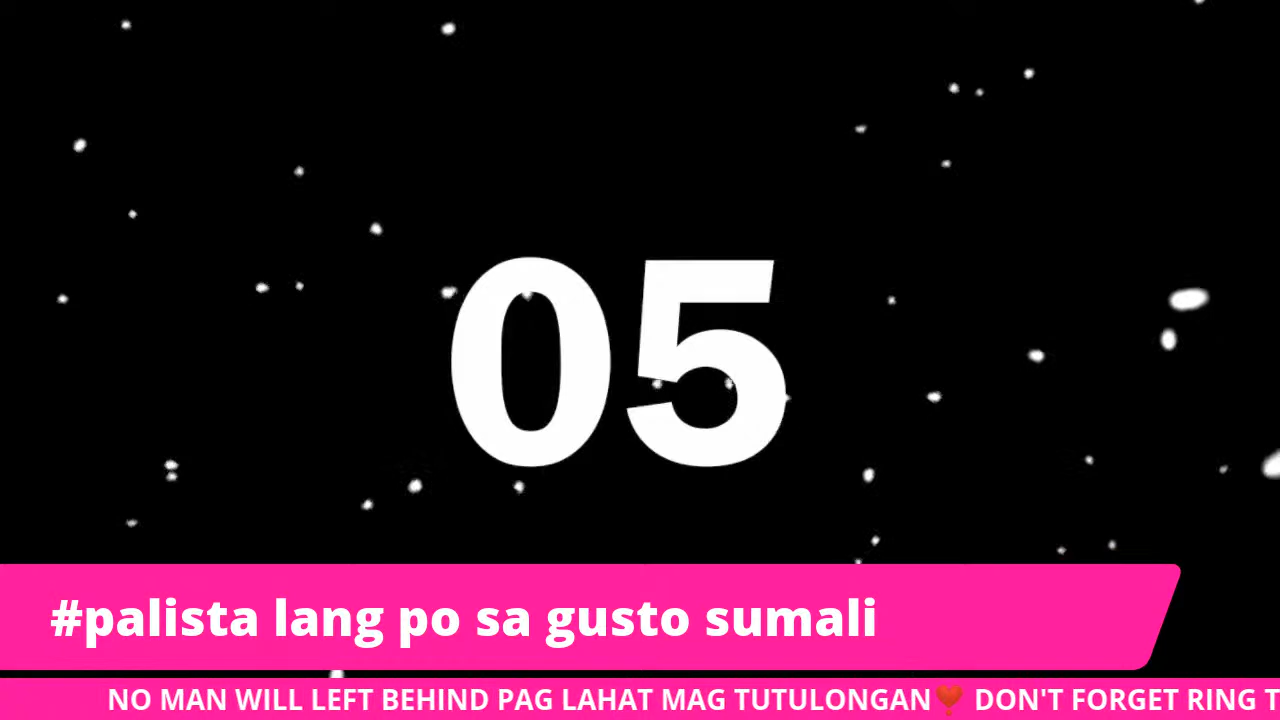 05
#palista lang po sa gusto sumali
NO MAN WILL LEFT BEHIND PAG LAHAT MAG TUTULONGAN❣ DON'T FORGET RING T